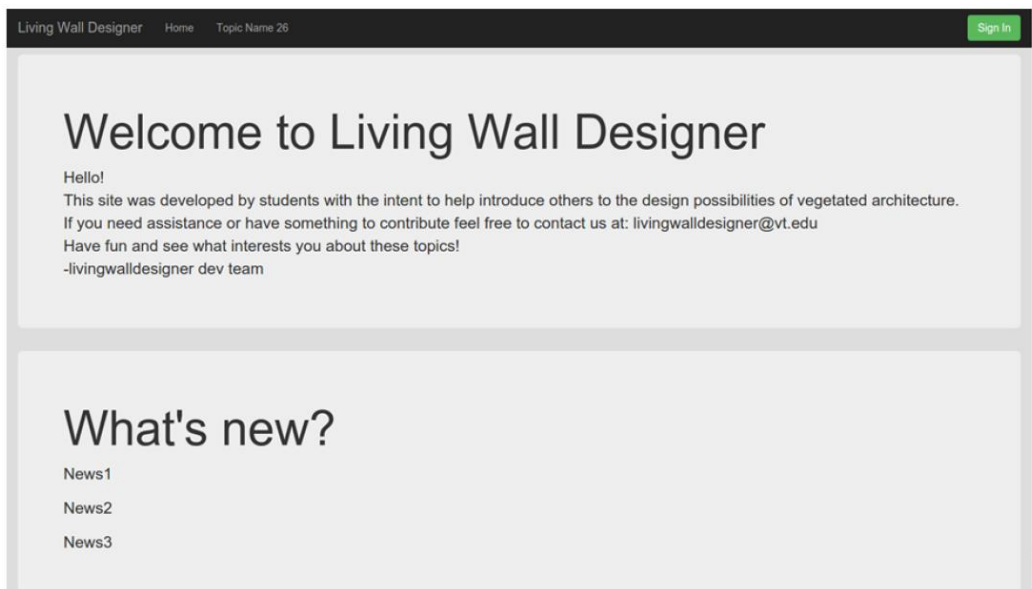 Living Wall Designer Home Topic Name 26 Sign In
Welcome to Living Wall Designer
Hello!
This site was developed by students with the intent to help introduce others to the design possibilities of vegetated architecture.
If you need assistance or have something to contribute feel free to contact us at: livingwalldesigner@vt.edu
Have fun and see what interests you about these topics!
-livingwalldesigner dev team
What's new?
News1
News2
News3